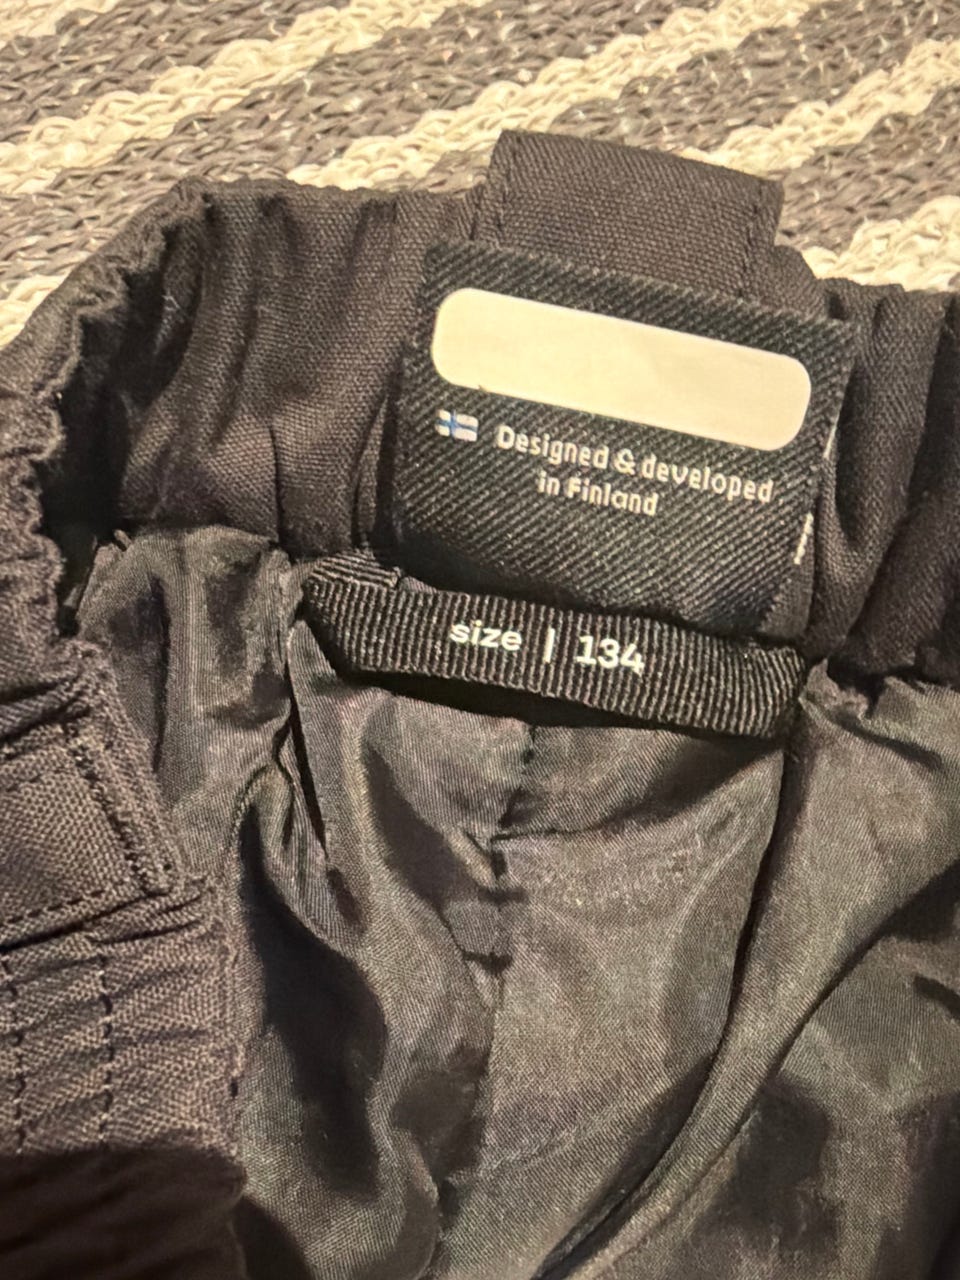 Designed & developed
in Finland
size | 134